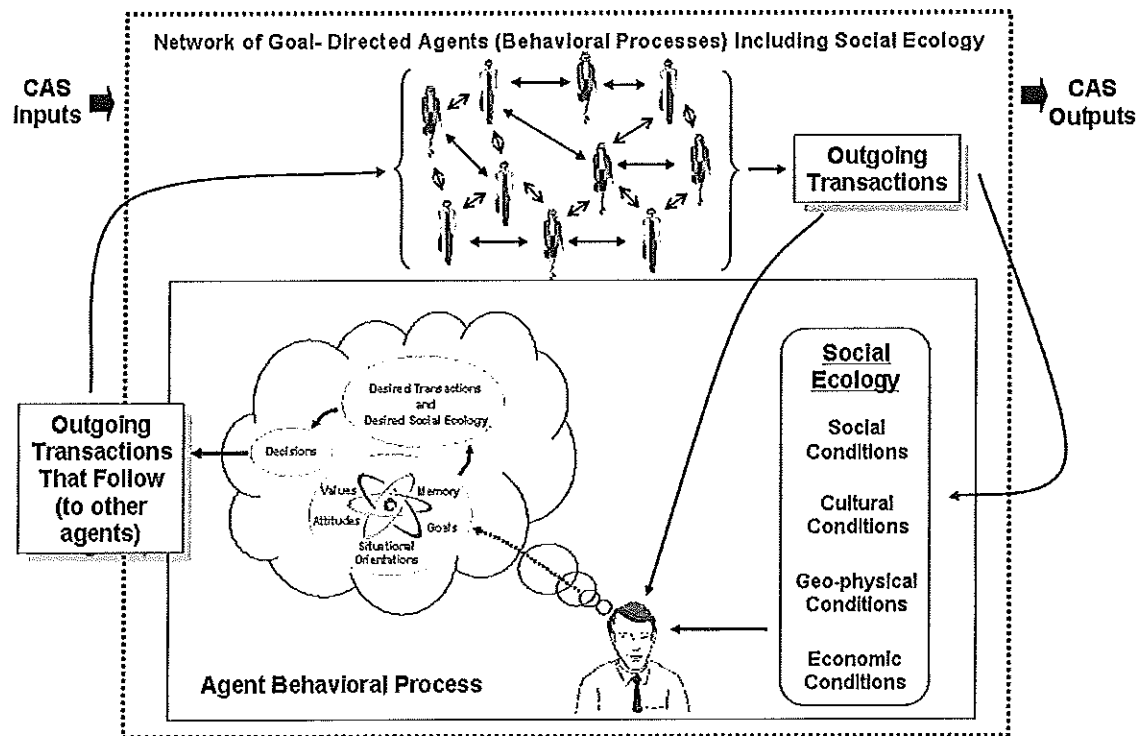 Network of Goal- Directed Agents (Behavioral Processes) Including Social Ecology
CAS
Inputs
CAS
Outputs
Outgoing
Transactions
Desired Transactions
and
Desired Social Ecology
Decisions
Values
Memory
Attitudes
Goals
Situational
Orientations
Outgoing
Transactions
That Follow
(to other
agents)
Social
Ecology
Social
Conditions
Cultural
Conditions
Geo-physical
Conditions
Economic
Conditions
Agent Behavioral Process